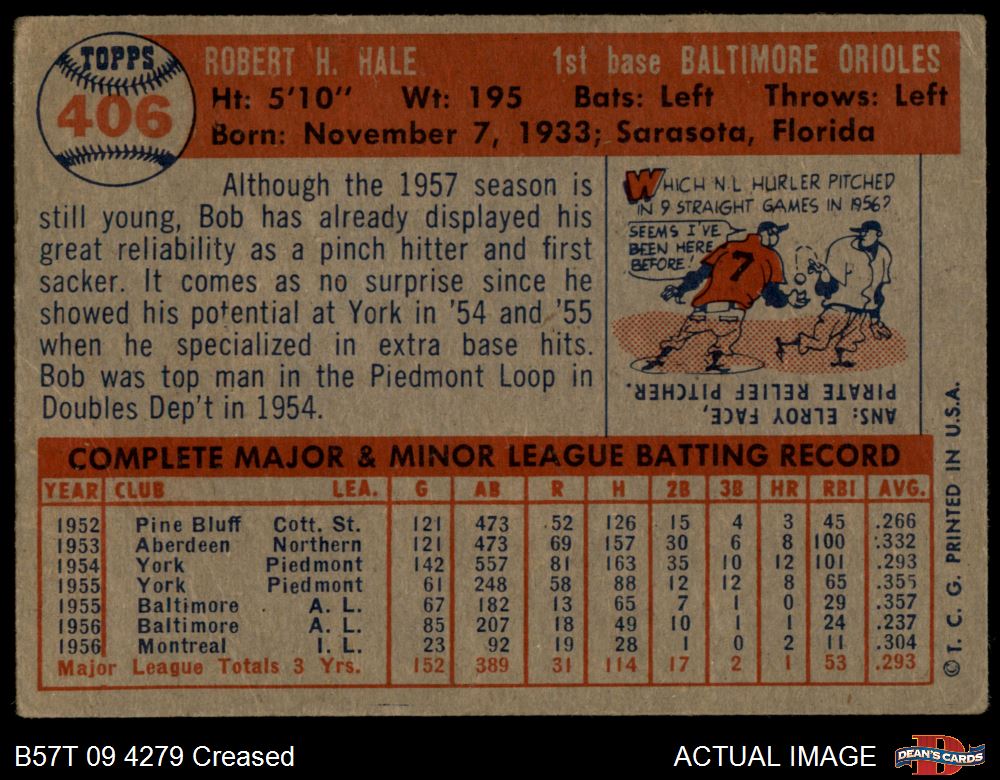 TOPPS
406
ROBERT H. HALE 1st base BALTIMORE ORIOLES
Ht: 5'10" Wt: 195 Bats: Left Throws: Left
Born: November 7, 1933; Sarasota, Florida
Although the 1957 season is
still young, Bob has already displayed his
great reliability as a pinch hitter and first
sacker. It comes as no surprise since he
showed his potential at York in '54 and '55
when he specialized in extra base hits.
Bob was top man in the Piedmont Loop in
Doubles Dep't in 1954.
WHICH N.L. HURLER PITCHED
IN 9 STRAIGHT GAMES IN 1956?
SEEMS I'VE
BEEN HERE
BEFORE!
7
P
ANS: ELROY FACE,
PIRATE RELIEF PITCHER.
COMPLETE MAJOR & MINOR LEAGUE BATTING RECORD
YEAR CLUB LEA. G AB R H 2B 3B HR RBI AVG.
1952 Pine Bluff Cott. St. 121 473 52 126 15 4 3 45 .266
1953 Aberdeen Northern 121 473 69 157 30 6 8 100 .332
1954 York Piedmont 142 557 81 163 35 10 12 101 .293
1955 York Piedmont 61 248 58 88 12 12 8 65 .355
1955 Baltimore A. L. 67 182 13 65 7 1 0 29 .357
1956 Baltimore A. L. 85 207 18 49 10 1 1 24 .237
1956 Montreal I. L. 23 92 19 28 1 0 2 11 .304
Major League Totals 3 Yrs. 152 389 31 114 17 2 1 53 .293
© T. C. G. PRINTED IN U.S.A.
B57T 09 4279 Creased
ACTUAL IMAGE
DEAN'S CARDS